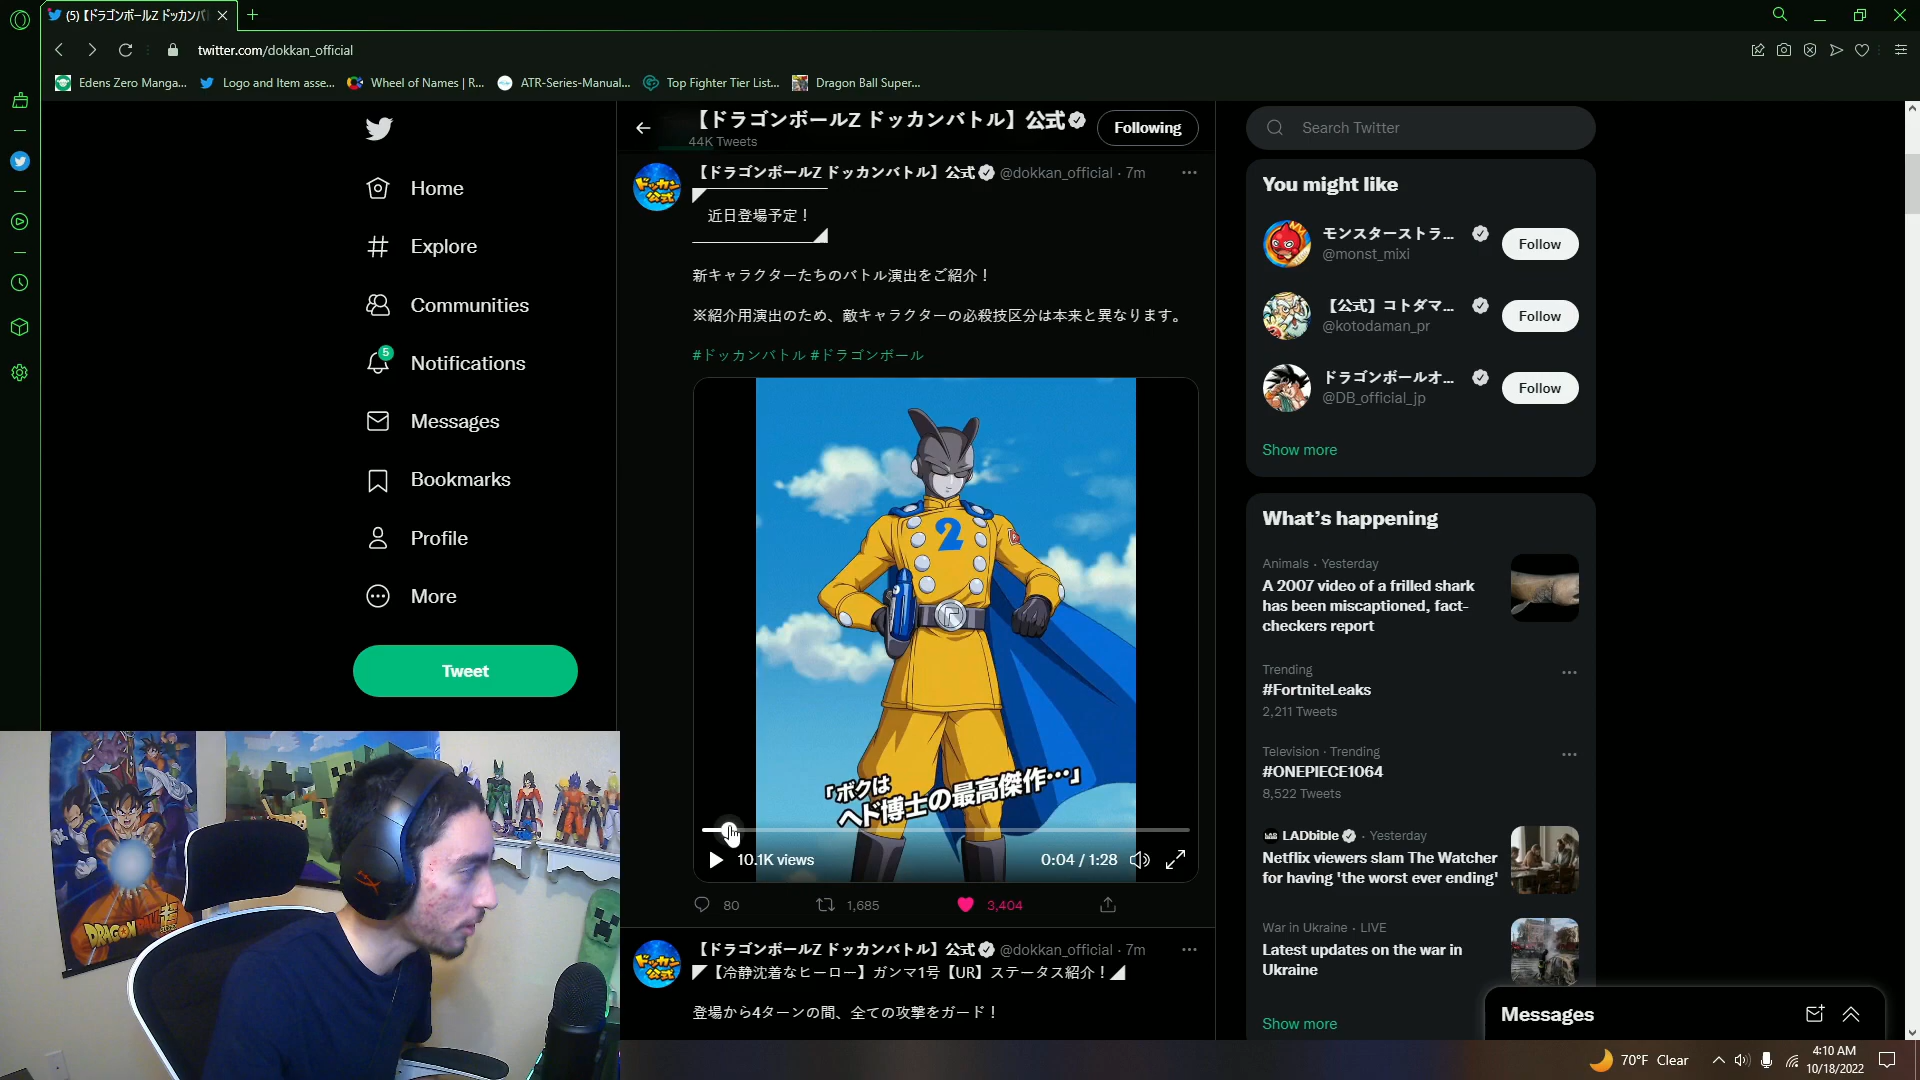 (5)【ドラゴンボールZ ドッカンバト
twitter.com/dokkan_official
Edens Zero Manga...
Logo and Item asse...
Wheel of Names | R...
ATR-Series-Manual...
Top Fighter Tier List...
Dragon Ball Super...
Home
Explore
Communities
5
Notifications
Messages
Bookmarks
Profile
More
Tweet
【ドラゴンボールZ ドッカンバトル】公式
44K Tweets
Following
【ドラゴンボールZ ドッカンバトル】公式 @dokkan_official · 7m
ドッカン公式
近日登場予定！
新キャラクターたちのバトル演出をご紹介！
※紹介用演出のため、敵キャラクターの必殺技区分は本来と異なります。
#ドッカンバトル #ドラゴンボール
2
「ボクは
ヘド博士の最高傑作…」
10.1K views
0:04 / 1:28
80
1,685
3,404
【ドラゴンボールZ ドッカンバトル】公式 @dokkan_official · 7m
ドッカン公式
◤【冷静沈着なヒーロー】ガンマ1号【UR】ステータス紹介！◢
登場から4ターンの間、全ての攻撃をガード！
Search Twitter
You might like
モンスターストラ...
@monst_mixi
Follow
【公式】コトダマ...
@kotodaman_pr
Follow
ドラゴンボールオ...
@DB_official_jp
Follow
Show more
What's happening
Animals · Yesterday
A 2007 video of a frilled shark
has been miscaptioned, fact-
checkers report
Trending
#FortniteLeaks
2,211 Tweets
Television · Trending
#ONEPIECE1064
8,522 Tweets
LADbible · Yesterday
Netflix viewers slam The Watcher
for having 'the worst ever ending'
War in Ukraine · LIVE
Latest updates on the war in
Ukraine
Show more
Messages
DRAGONBALL
超
70°F Clear
4:10 AM
10/18/2022